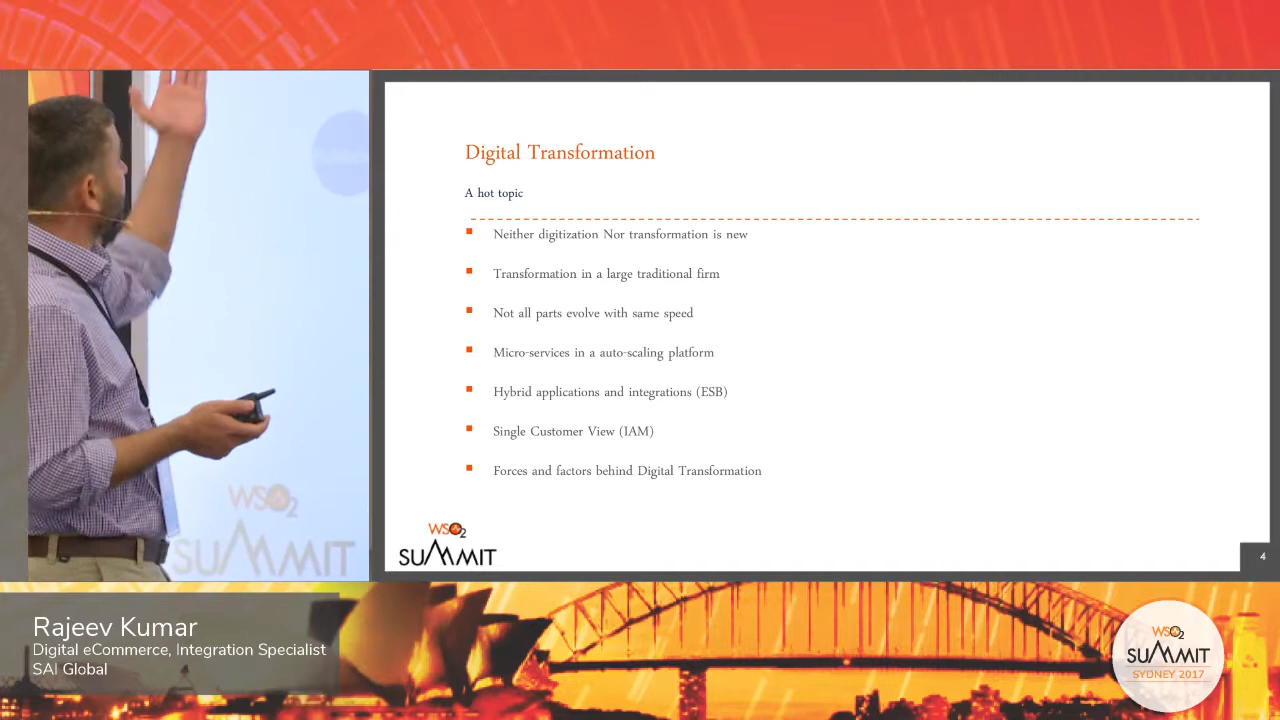 Digital Transformation
A hot topic
Neither digitization Nor transformation is new
Transformation in a large traditional firm
Not all parts evolve with same speed
Micro-services in a auto-scaling platform
Hybrid applications and integrations (ESB)
Single Customer View (IAM)
Forces and factors behind Digital Transformation
WSO2
SUMMIT
4
WSO2
SUMMIT
Rajeev Kumar
Digital eCommerce, Integration Specialist
SAI Global
WSO2
SUMMIT
SYDNEY 2017